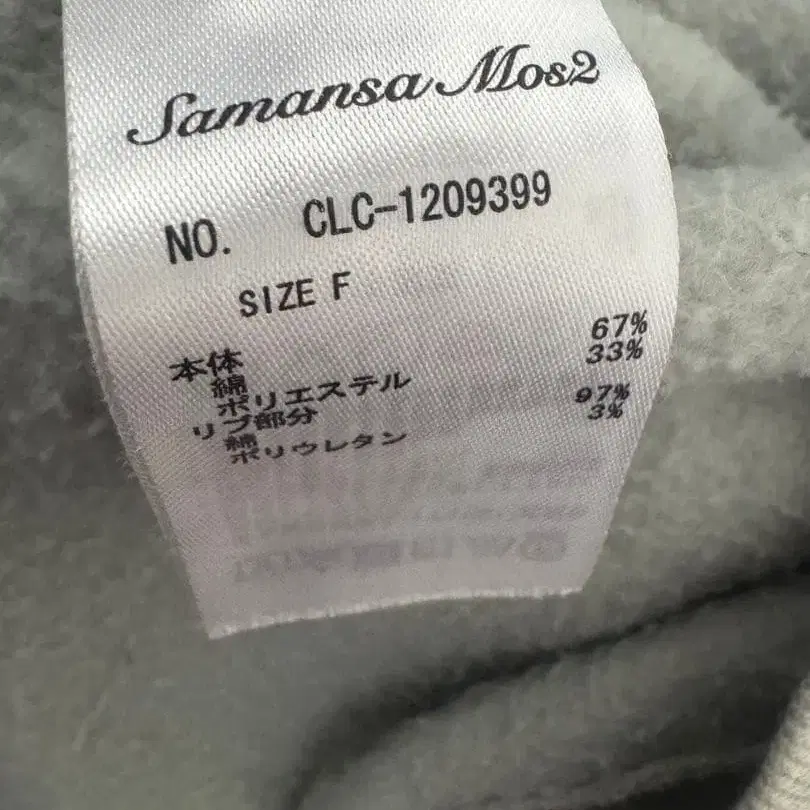 Samansa Mos2
NO. CLC-1209399
SIZE F
本体
綿 67%
ポリエステル 33%
リブ部分
綿 97%
ポリウレタン 3%